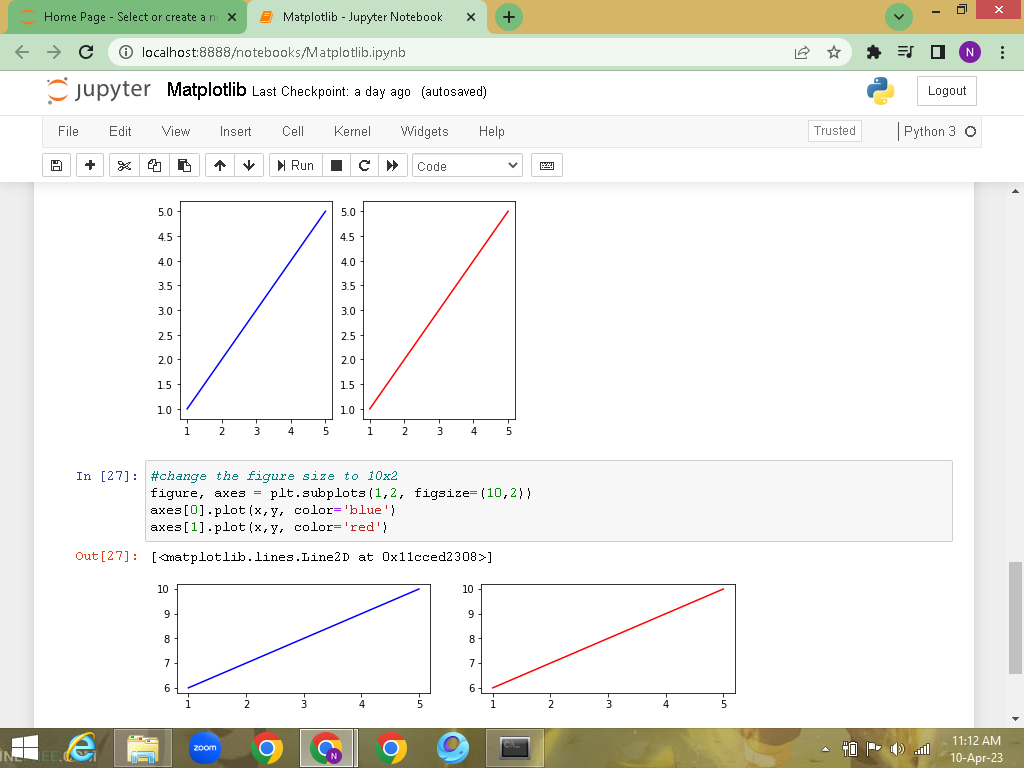 Home Page - Select or create a n
Matplotlib - Jupyter Notebook
localhost:8888/notebooks/Matplotlib.ipynb
N
jupyter Matplotlib Last Checkpoint: a day ago (autosaved)
Logout
File Edit View Insert Cell Kernel Widgets Help
Trusted
Python 3
Run
Code
5.0 5.0
4.5 4.5
4.0 4.0
3.5 3.5
3.0 3.0
2.5 2.5
2.0 2.0
1.5 1.5
1.0 1.0
1 2 3 4 5 1 2 3 4 5
In [27]: #change the figure size to 10x2
figure, axes = plt.subplots(1,2, figsize=(10,2))
axes[0].plot(x,y, color='blue')
axes[1].plot(x,y, color='red')
Out[27]: [<matplotlib.lines.Line2D at 0x11cced2308>]
10 10
9 9
8 8
7 7
6 6
1 2 3 4 5 1 2 3 4 5
zoom
N
C:\.
11:12 AM
10-Apr-23